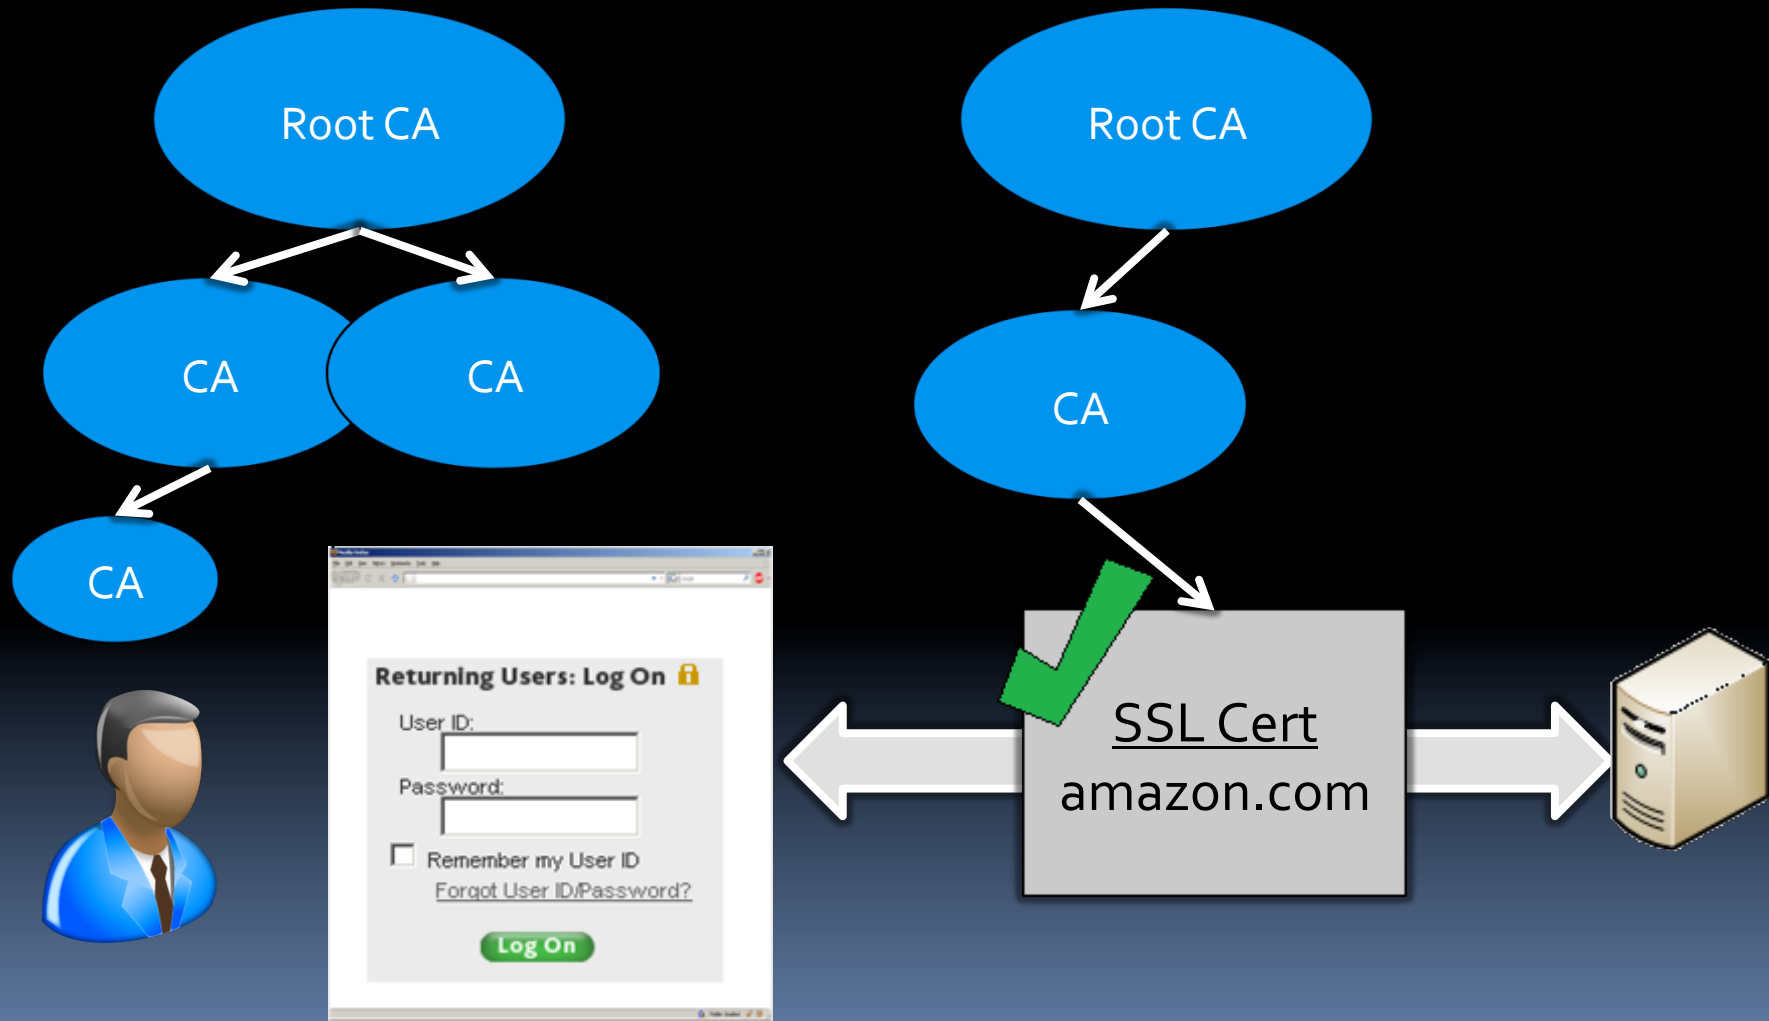 Root CA
Root CA
CA
CA
CA
CA
Returning Users: Log On
User ID:
Password:
Remember my User ID
Forgot User ID/Password?
Log On
SSL Cert
amazon.com